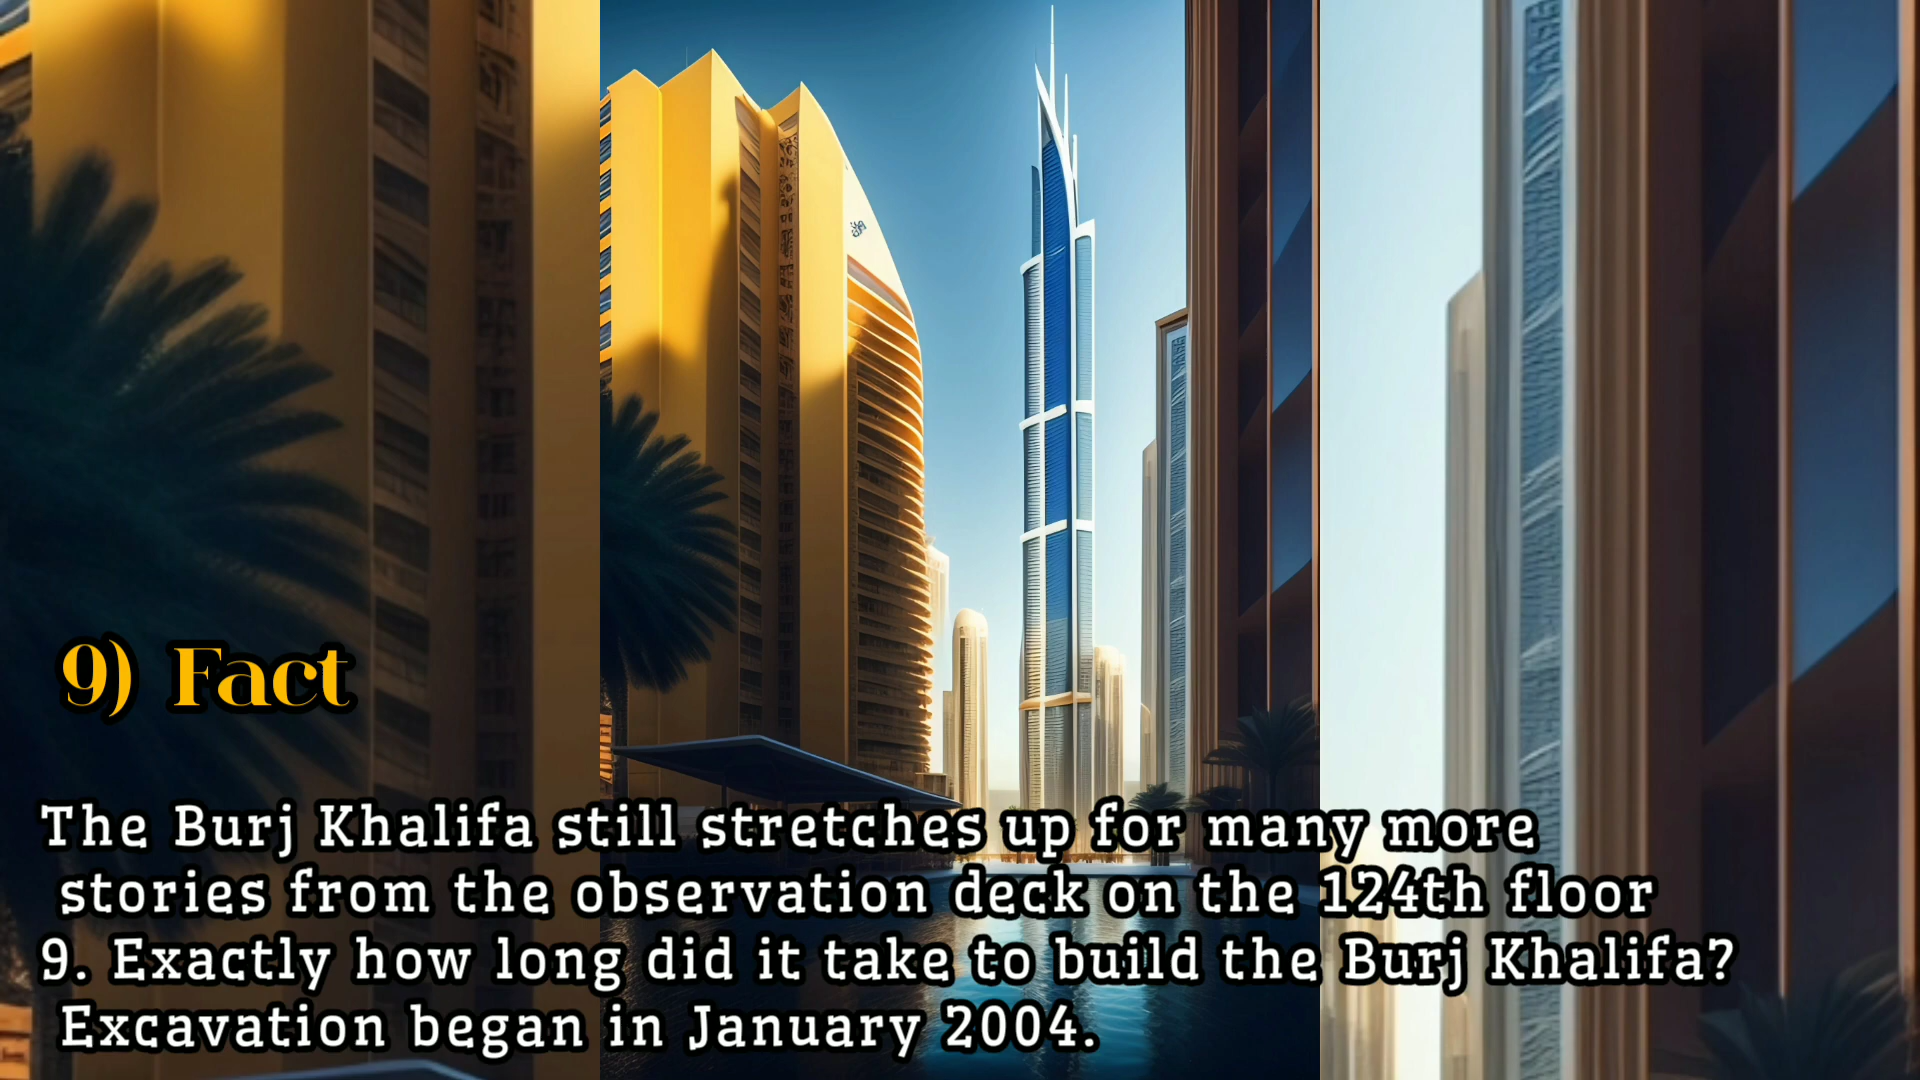 9) Fact
The Burj Khalifa still stretches up for many more
stories from the observation deck on the 124th floor
9. Exactly how long did it take to build the Burj Khalifa?
Excavation began in January 2004.